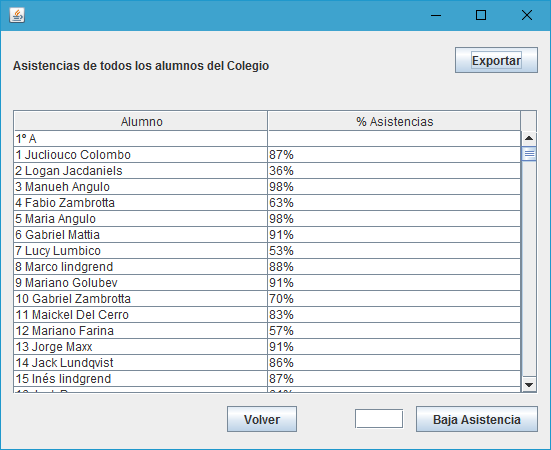 Asistencias de todos los alumnos del Colegio
Exportar
Alumno % Asistencias
1º A
1 Jucliouco Colombo 87%
2 Logan Jacdaniels 36%
3 Manueh Angulo 98%
4 Fabio Zambrotta 63%
5 Maria Angulo 98%
6 Gabriel Mattia 91%
7 Lucy Lumbico 53%
8 Marco lindgrend 88%
9 Mariano Golubev 91%
10 Gabriel Zambrotta 70%
11 Maickel Del Cerro 83%
12 Mariano Farina 57%
13 Jorge Maxx 91%
14 Jack Lundqvist 86%
15 Inés lindgrend 87%
Volver
Baja Asistencia